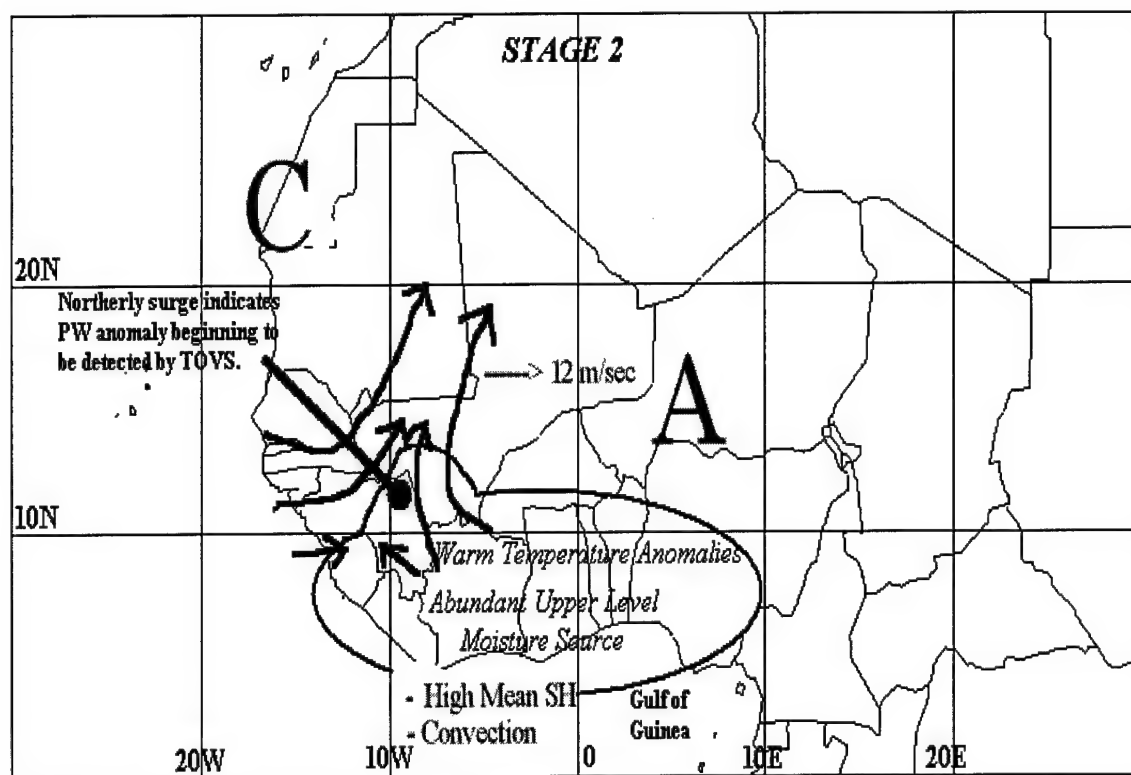 STAGE 2
C
20N
Northerly surge indicates
PW anomaly beginning to
be detected by TOVS.
12 m/sec
A
10N
Warm Temperature Anomalies
Abundant Upper Level
Moisture Source
- High Mean SH
- Convection
Gulf of
Guinea
20W
10W
0
10E
20E